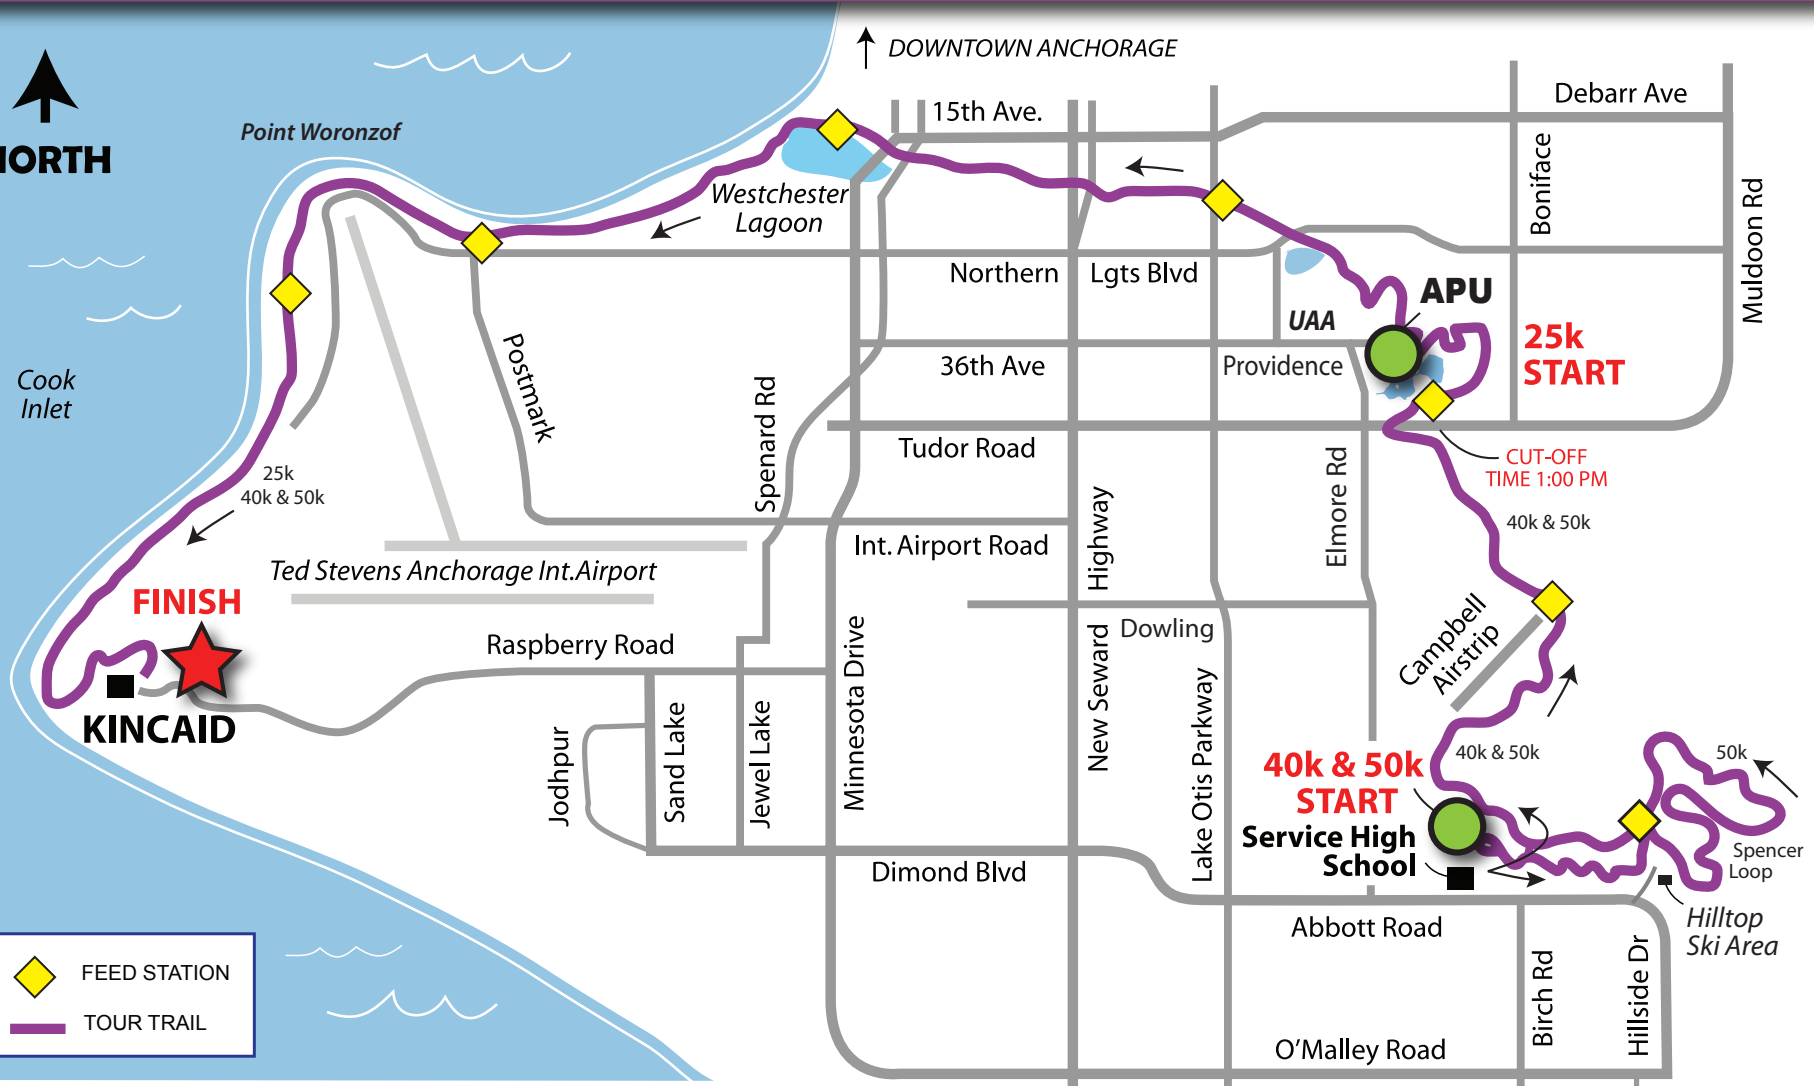 DOWNTOWN ANCHORAGE
Debarr Ave
15th Ave.
Point Woronzof
NORTH
Boniface
Muldoon Rd
Westchester
Lagoon
Northern
Lgts Blvd
APU
UAA
25k
START
36th Ave
Providence
Postmark
Cook
Inlet
Spenard Rd
Tudor Road
CUT-OFF
TIME 1:00 PM
25k
40k & 50k
Elmore Rd
Highway
40k & 50k
Int. Airport Road
Ted Stevens Anchorage Int.Airport
FINISH
Dowling
Campbell
Airstrip
Raspberry Road
Minnesota Drive
New Seward
Lake Otis Parkway
KINCAID
Jodhpur
Sand Lake
Jewel Lake
40k & 50k
START
40k & 50k
50k
Service High
School
Spencer
Loop
Dimond Blvd
Abbott Road
Hilltop
Ski Area
Birch Rd
Hillside Dr
O'Malley Road
FEED STATION
TOUR TRAIL